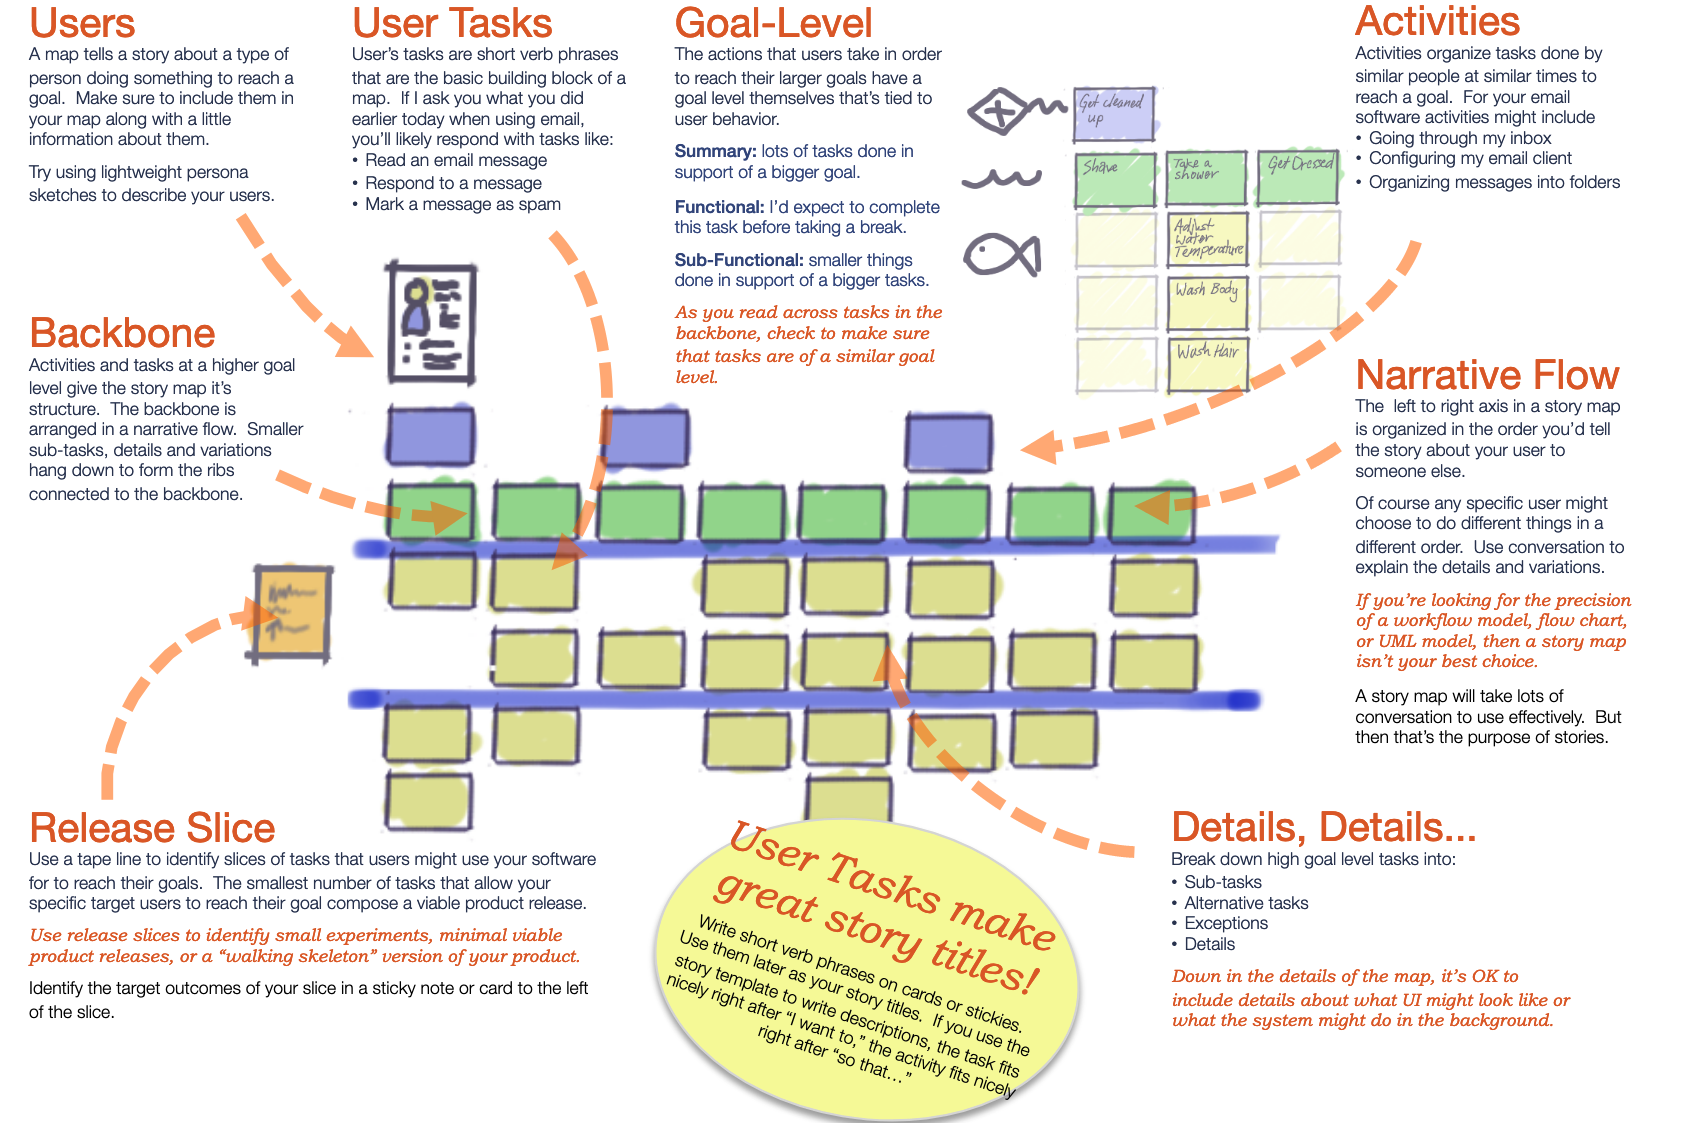 Users
A map tells a story about a type of
person doing something to reach a
goal.  Make sure to include them in
your map along with a little
information about them.
Try using lightweight persona
sketches to describe your users.
User Tasks
User's tasks are short verb phrases
that are the basic building block of a
map.  If I ask you what you did
earlier today when using email,
you'll likely respond with tasks like:
• Read an email message
• Respond to a message
• Mark a message as spam
Goal-Level
The actions that users take in order
to reach their larger goals have a
goal level themselves that's tied to
user behavior.
Summary: lots of tasks done in
support of a bigger goal.
Functional: I'd expect to complete
this task before taking a break.
Sub-Functional: smaller things
done in support of a bigger tasks.
As you read across tasks in the
backbone, check to make sure
that tasks are of a similar goal
level.
Get cleaned
up
Shave
Take a
shower
Get Dressed
Adjust
Water
Temperature
Wash Body
Wash Hair
Activities
Activities organize tasks done by
similar people at similar times to
reach a goal.  For your email
software activities might include
• Going through my inbox
• Configuring my email client
• Organizing messages into folders
Backbone
Activities and tasks at a higher goal
level give the story map it's
structure.  The backbone is
arranged in a narrative flow.  Smaller
sub-tasks, details and variations
hang down to form the ribs
connected to the backbone.
Narrative Flow
The  left to right axis in a story map
is organized in the order you'd tell
the story about your user to
someone else.
Of course any specific user might
choose to do different things in a
different order.  Use conversation to
explain the details and variations.
If you're looking for the precision
of a workflow model, flow chart,
or UML model, then a story map
isn't your best choice.
A story map will take lots of
conversation to use effectively.  But
then that's the purpose of stories.
Release Slice
Use a tape line to identify slices of tasks that users might use your software
for to reach their goals.  The smallest number of tasks that allow your
specific target users to reach their goal compose a viable product release.
Use release slices to identify small experiments, minimal viable
product releases, or a "walking skeleton" version of your product.
Identify the target outcomes of your slice in a sticky note or card to the left
of the slice.
User Tasks make
great story titles!
Write short verb phrases on cards or stickies.
Use them later as your story titles.  If you use the
story template to write descriptions, the task fits
nicely right after "I want to," the activity fits nicely
right after "so that…"
Details, Details...
Break down high goal level tasks into:
• Sub-tasks
• Alternative tasks
• Exceptions
• Details
Down in the details of the map, it's OK to
include details about what UI might look like or
what the system might do in the background.